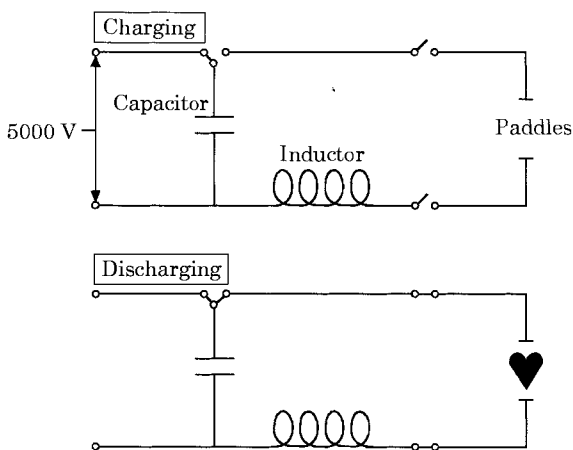 Charging
Capacitor
5000 V
Paddles
Inductor
Discharging